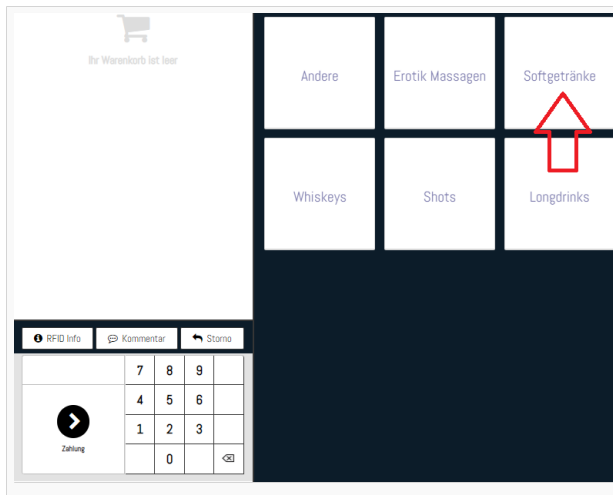 Ihr Warenkorb ist leer
Andere
Erotik Massagen
Softgetränke
Whiskeys
Shots
Longdrinks
RFID Info
Kommentar
Storno
7 8 9
4 5 6
1 2 3
0
Zahlung